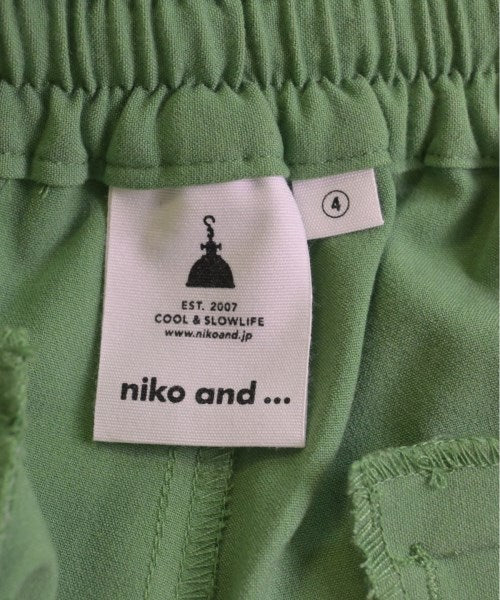 ④
EST. 2007
COOL & SLOWLIFE
www.nikoand.jp
niko and ...